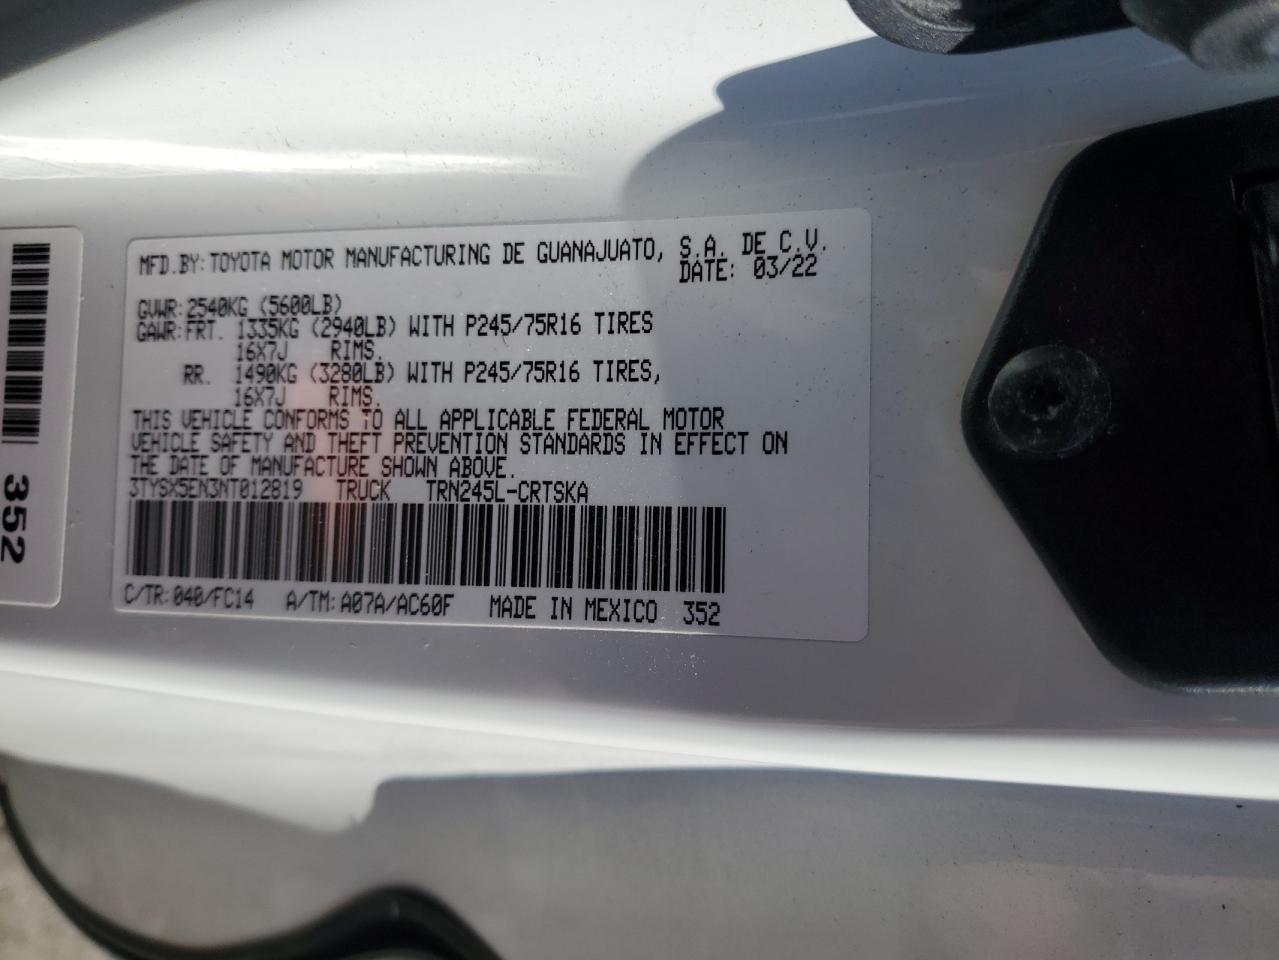 MFD.BY:TOYOTA MOTOR MANUFACTURING DE GUANAJUATO, S.A. DE C.V.
DATE: 03/22
GVWR:2540KG (5600LB)
GAWR:FRT. 1335KG (2940LB) WITH P245/75R16 TIRES
16X7J RIMS.
RR. 1490KG (3280LB) WITH P245/75R16 TIRES,
16X7J RIMS.
THIS VEHICLE CONFORMS TO ALL APPLICABLE FEDERAL MOTOR
VEHICLE SAFETY AND THEFT PREVENTION STANDARDS IN EFFECT ON
THE DATE OF MANUFACTURE SHOWN ABOVE.
3TYSX5EN3NT012819 TRUCK TRN245L-CRTSKA
C/TR:040/FC14 A/TM:A07A/AC60F MADE IN MEXICO 352
352